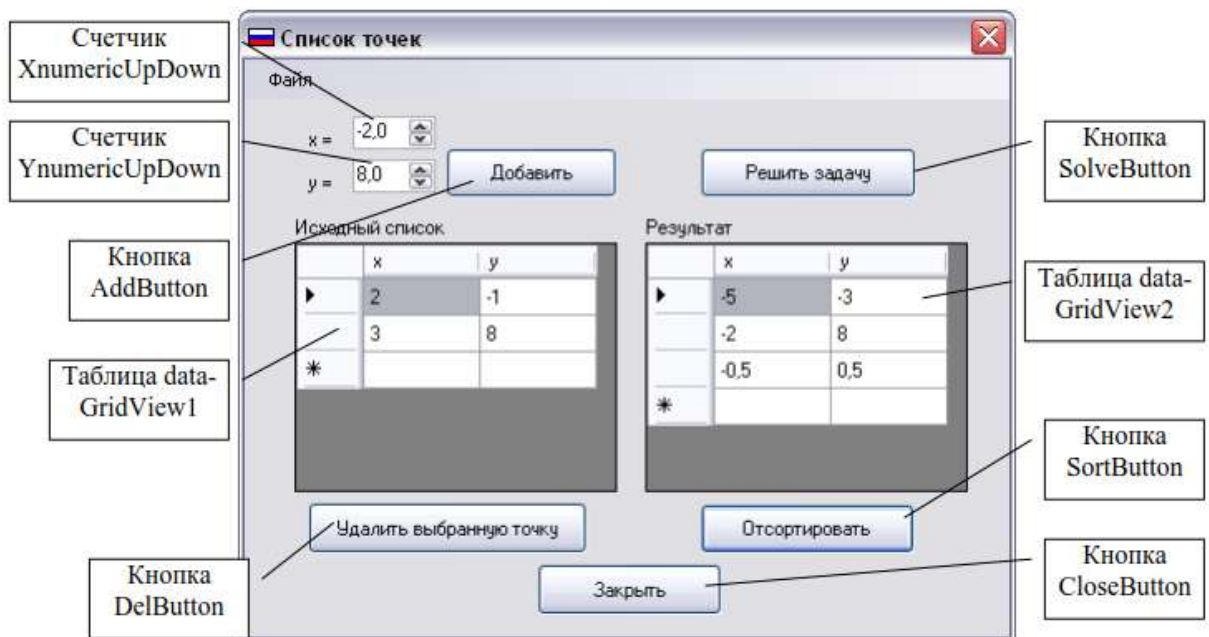 Счетчик
XnumericUpDown
Счетчик
YnumericUpDown
Кнопка
AddButton
Таблица data-
GridView1
Кнопка
DelButton
Список точек
Файл
x =
-2,0
y =
8,0
Добавить
Решить задачу
Исходный список
x y
2 -1
3 8
Удалить выбранную точку
Результат
x y
-5 -3
-2 8
-0,5 0,5
Отсортировать
Закрыть
Кнопка
SolveButton
Таблица data-
GridView2
Кнопка
SortButton
Кнопка
CloseButton